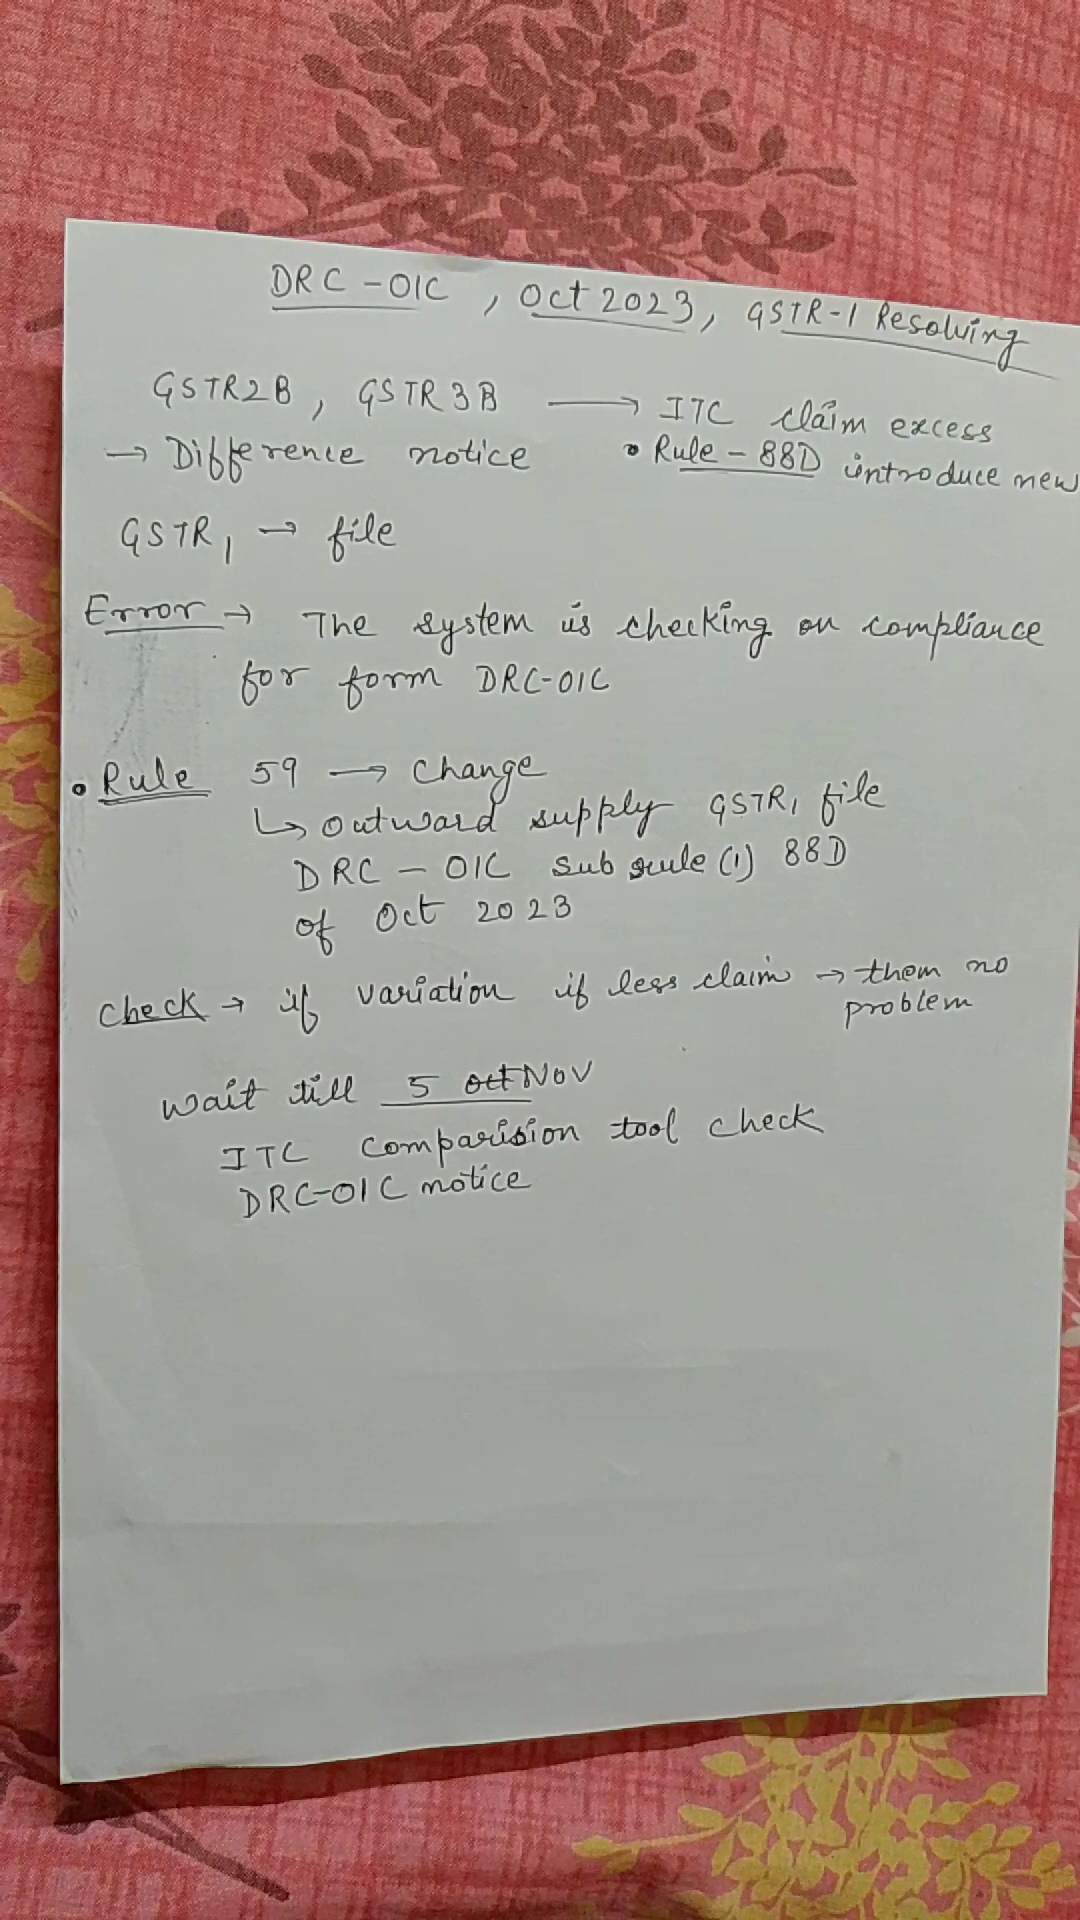 DRC-01C, Oct 2023, GSTR-1 Resolving
GSTR2B, GSTR3B → ITC claim excess
→ Difference notice • Rule-88D introduce new
GSTR1 → file
Error → The system is checking on compliance
for form DRC-01C
• Rule 59 → Change
↳ outward supply GSTR1 file
DRC-01C sub rule (1) 88D
of Oct 2023
Check → if variation if less claim → them no
problem
wait till 5 Oct Nov
ITC Comparision tool check
DRC-01C notice